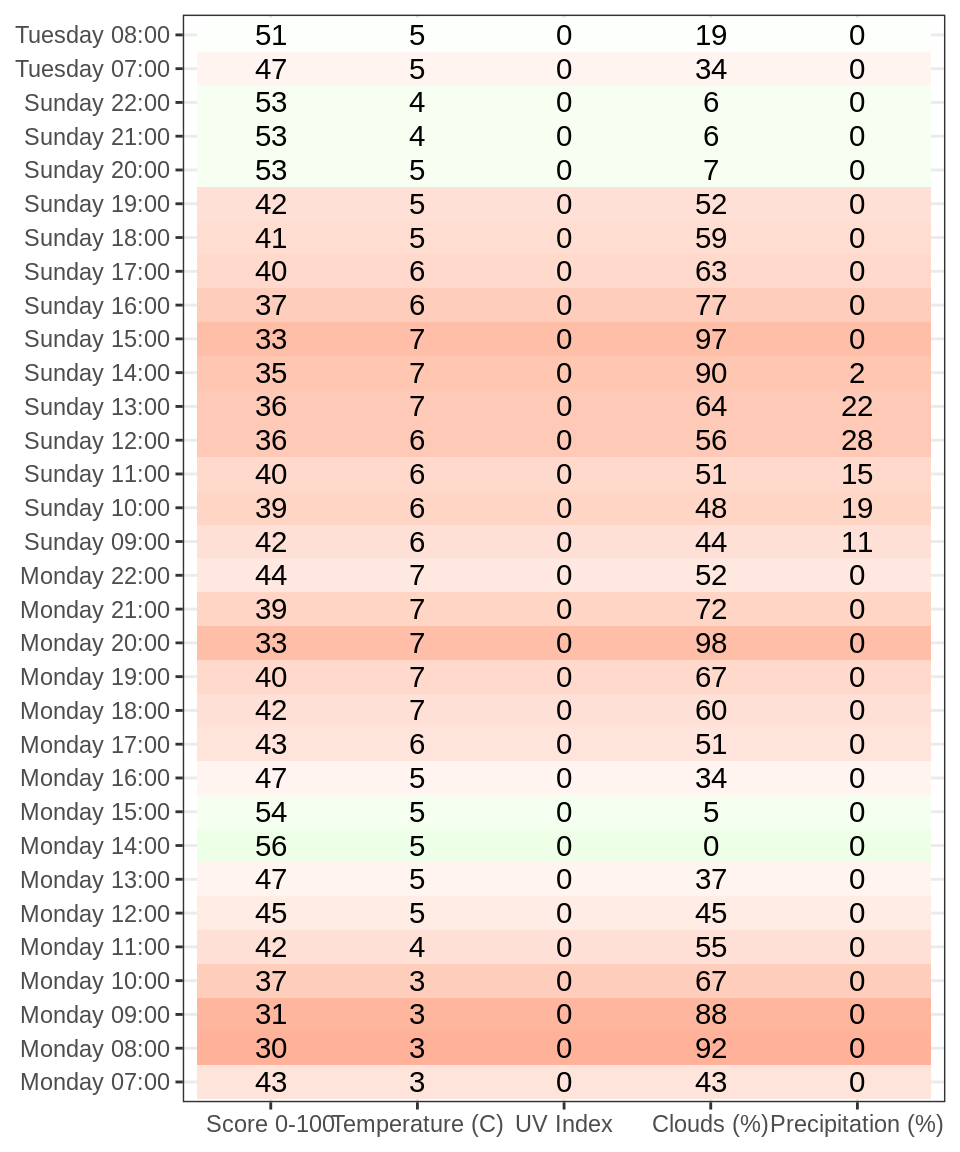 Tuesday 08:00 51 5 0 19 0
Tuesday 07:00 47 5 0 34 0
Sunday 22:00 53 4 0 6 0
Sunday 21:00 53 4 0 6 0
Sunday 20:00 53 5 0 7 0
Sunday 19:00 42 5 0 52 0
Sunday 18:00 41 5 0 59 0
Sunday 17:00 40 6 0 63 0
Sunday 16:00 37 6 0 77 0
Sunday 15:00 33 7 0 97 0
Sunday 14:00 35 7 0 90 2
Sunday 13:00 36 7 0 64 22
Sunday 12:00 36 6 0 56 28
Sunday 11:00 40 6 0 51 15
Sunday 10:00 39 6 0 48 19
Sunday 09:00 42 6 0 44 11
Monday 22:00 44 7 0 52 0
Monday 21:00 39 7 0 72 0
Monday 20:00 33 7 0 98 0
Monday 19:00 40 7 0 67 0
Monday 18:00 42 7 0 60 0
Monday 17:00 43 6 0 51 0
Monday 16:00 47 5 0 34 0
Monday 15:00 54 5 0 5 0
Monday 14:00 56 5 0 0 0
Monday 13:00 47 5 0 37 0
Monday 12:00 45 5 0 45 0
Monday 11:00 42 4 0 55 0
Monday 10:00 37 3 0 67 0
Monday 09:00 31 3 0 88 0
Monday 08:00 30 3 0 92 0
Monday 07:00 43 3 0 43 0
Score 0-100 Temperature (C) UV Index Clouds (%) Precipitation (%)